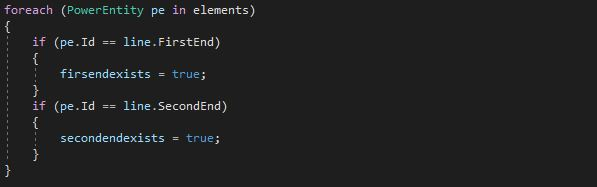 foreach (PowerEntity pe in elements)
{
    if (pe.Id == line.FirstEnd)
    {
        firsendexists = true;
    }
    if (pe.Id == line.SecondEnd)
    {
        secondendexists = true;
    }
}